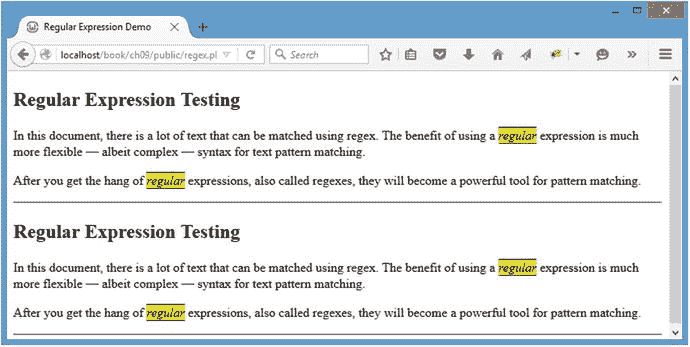 Regular Expression Demo
localhost/book/ch09/public/regex.pl
Search
Regular Expression Testing
In this document, there is a lot of text that can be matched using regex. The benefit of using a regular expression is much
more flexible — albeit complex — syntax for text pattern matching.
After you get the hang of regular expressions, also called regexes, they will become a powerful tool for pattern matching.
Regular Expression Testing
In this document, there is a lot of text that can be matched using regex. The benefit of using a regular expression is much
more flexible — albeit complex — syntax for text pattern matching.
After you get the hang of regular expressions, also called regexes, they will become a powerful tool for pattern matching.